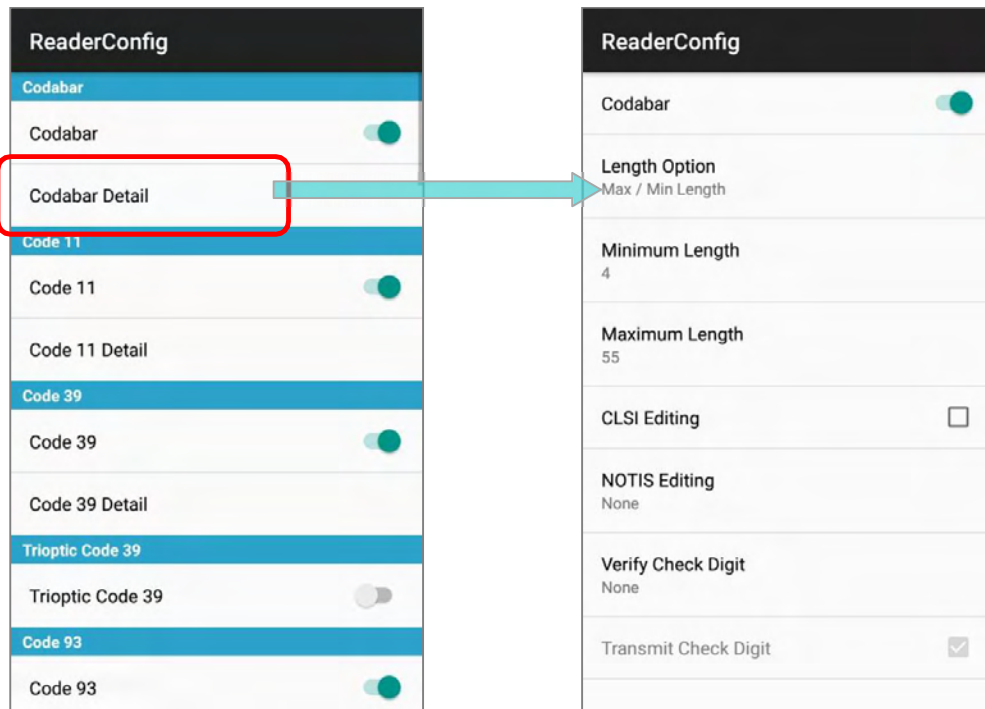 ReaderConfig
Codabar
Codabar
Codabar Detail
Code 11
Code 11
Code 11 Detail
Code 39
Code 39
Code 39 Detail
Trioptic Code 39
Trioptic Code 39
Code 93
Code 93
ReaderConfig
Codabar
Length Option
Max / Min Length
Minimum Length
4
Maximum Length
55
CLSI Editing
NOTIS Editing
None
Verify Check Digit
None
Transmit Check Digit